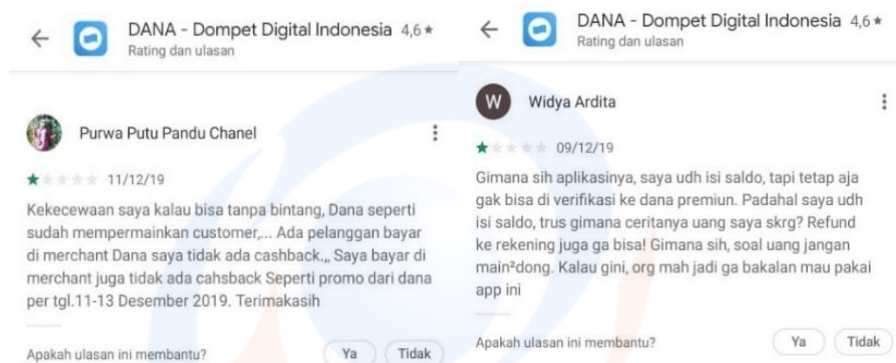 DANA - Dompet Digital Indonesia 4,6★
Rating dan ulasan
Purwa Putu Pandu Chanel
11/12/19
Kekecewaan saya kalau bisa tanpa bintang, Dana seperti
sudah mempermainkan customer,... Ada pelanggan bayar
di merchant Dana saya tidak ada cashback.,, Saya bayar di
merchant juga tidak ada cahsback Seperti promo dari dana
per tgl.11-13 Desember 2019. Terimakasih
Apakah ulasan ini membantu?
Ya
Tidak
DANA - Dompet Digital Indonesia 4,6★
Rating dan ulasan
W
Widya Ardita
09/12/19
Gimana sih aplikasinya, saya udh isi saldo, tapi tetap aja
gak bisa di verifikasi ke dana premiun. Padahal saya udh
isi saldo, trus gimana ceritanya uang saya skrg? Refund
ke rekening juga ga bisa! Gimana sih, soal uang jangan
main²dong. Kalau gini, org mah jadi ga bakalan mau pakai
app ini
Apakah ulasan ini membantu?
Ya
Tidak